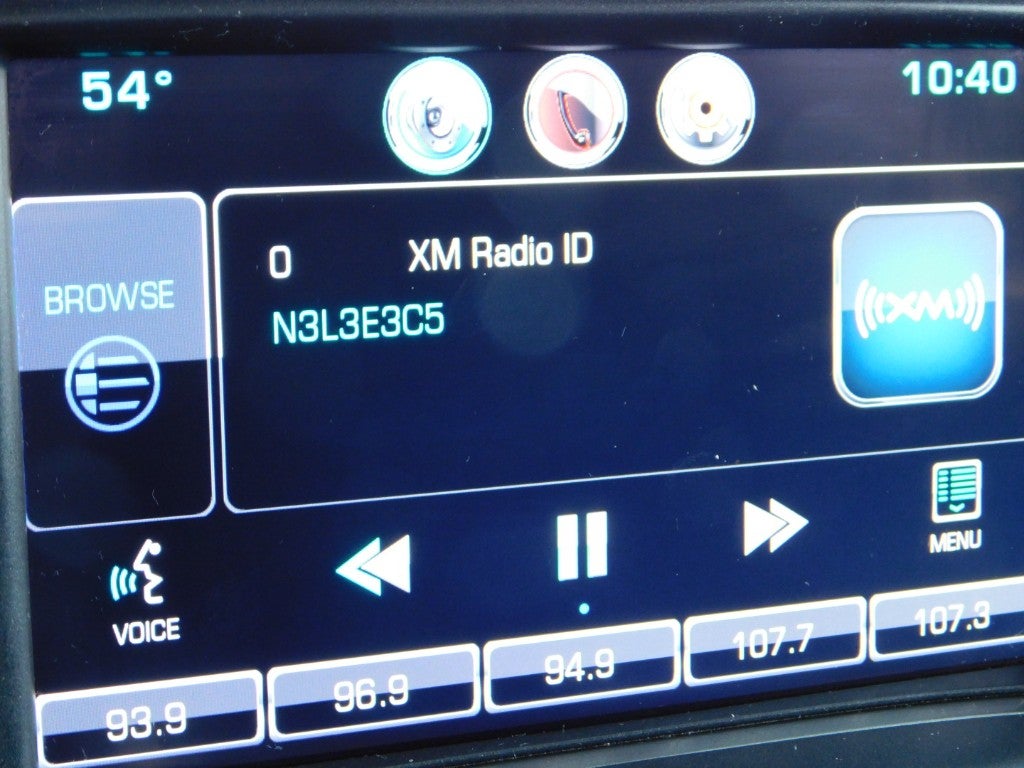 54°
10:40
BROWSE
0 XM Radio ID
N3L3E3C5
((XM))
MENU
VOICE
93.9
96.9
94.9
107.7
107.3